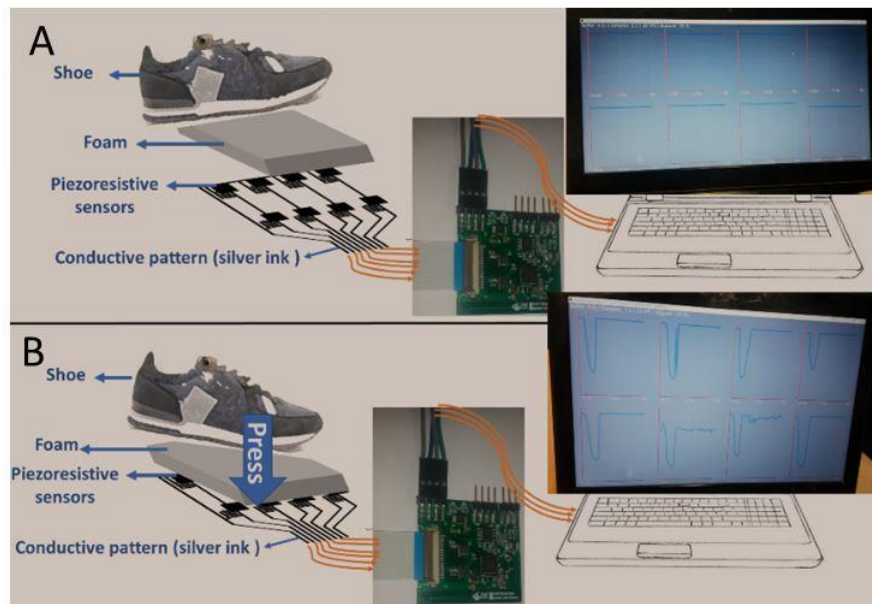 A
Shoe
Foam
Piezoresistive
sensors
Conductive pattern (silver ink )
B
Shoe
Press
Foam
Piezoresistive
sensors
Conductive pattern (silver ink )